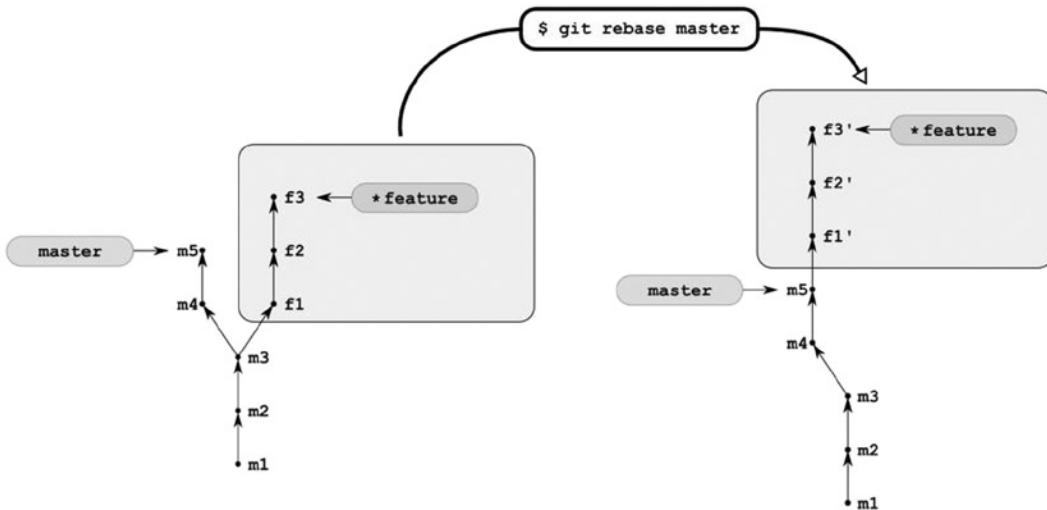 $ git rebase master
f3
* feature
master
m5
f2
m4
f1
m3
m2
m1
f3'
* feature
f2'
f1'
master
m5
m4
m3
m2
m1